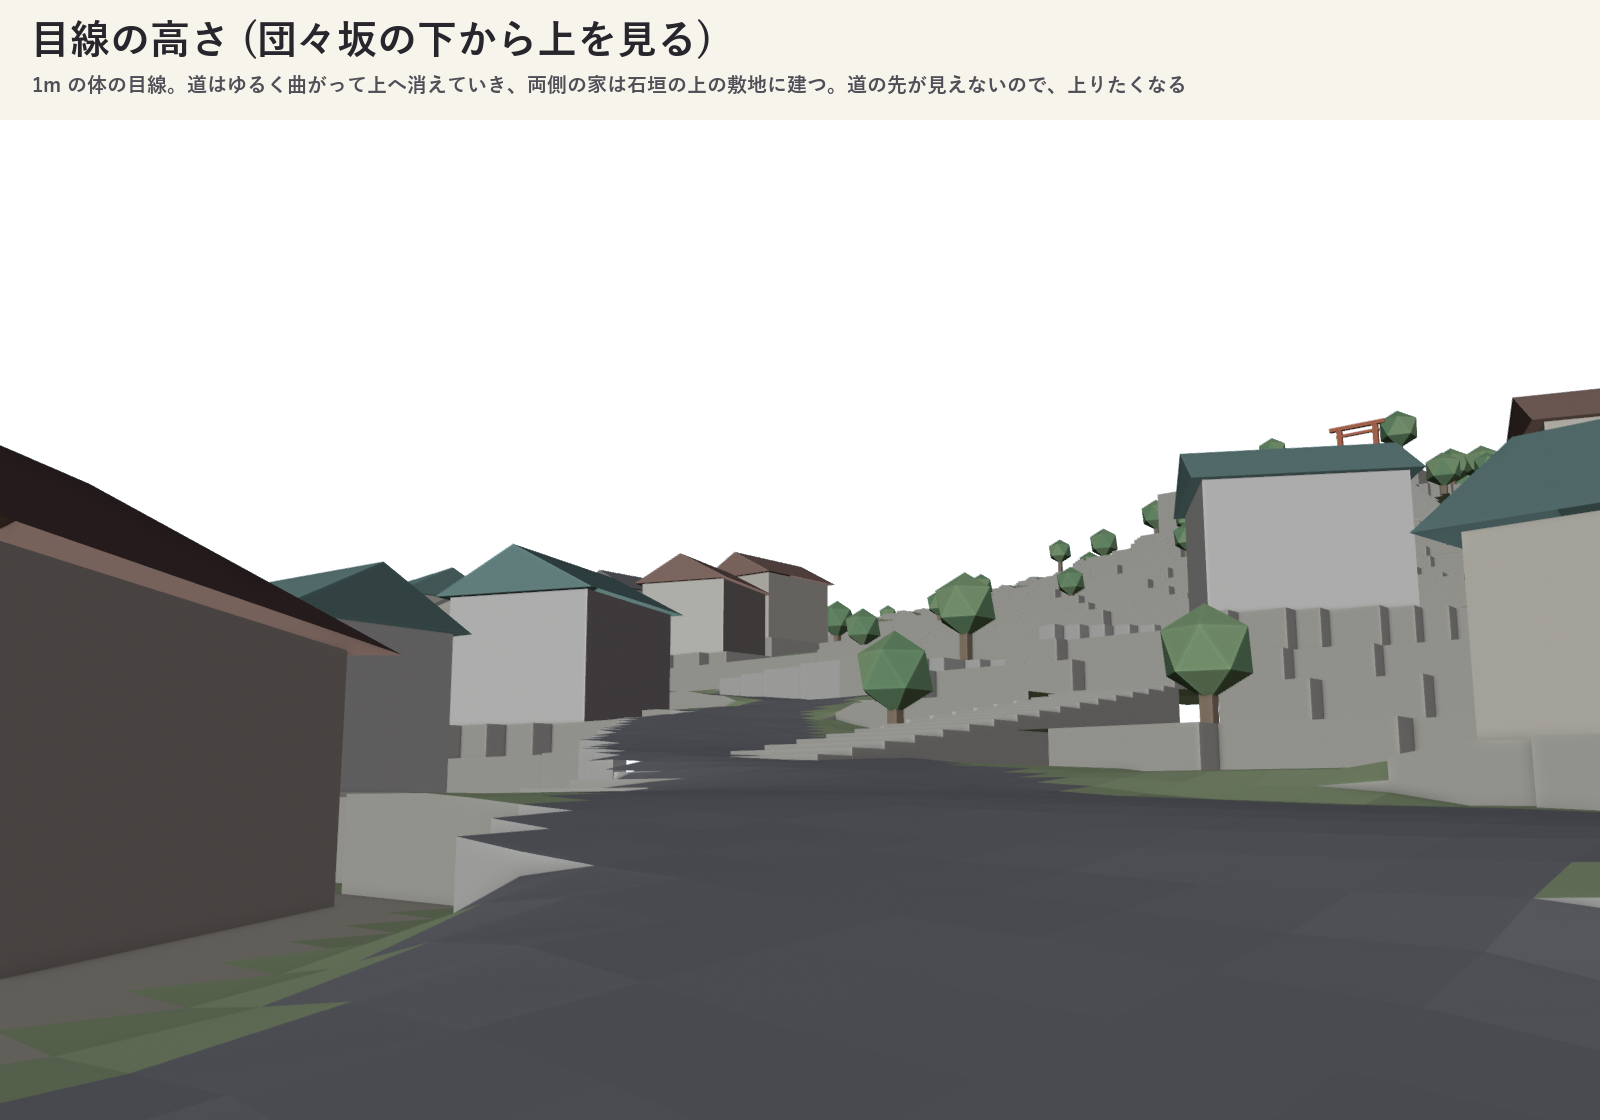 目線の高さ (団々坂の下から上を見る)
1m の体の目線。道はゆるく曲がって上へ消えていき、両側の家は石垣の上の敷地に建つ。道の先が見えないので、上りたくなる